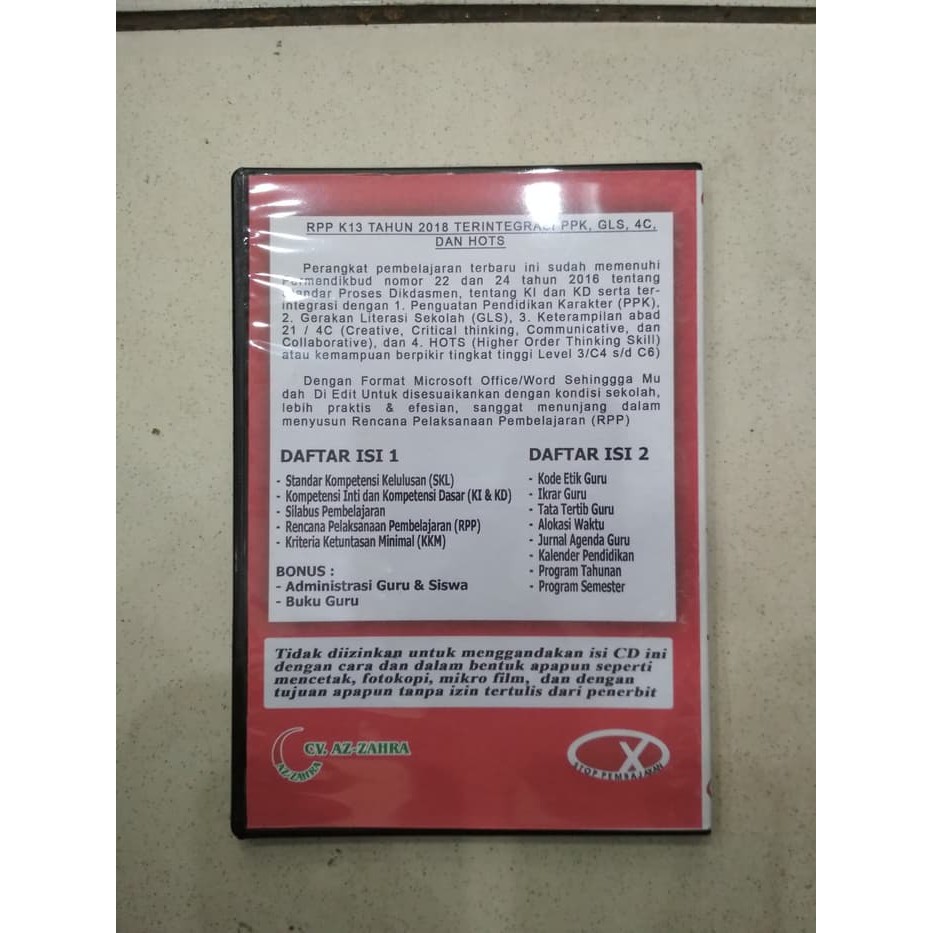 RPP K13 TAHUN 2018 TERINTEGRASI PPK, GLS, 4C,
DAN HOTS
Perangkat pembelajaran terbaru ini sudah memenuhi
Permendikbud nomor 22 dan 24 tahun 2016 tentang
Standar Proses Dikdasmen, tentang KI dan KD serta ter-
integrasi dengan 1. Penguatan Pendidikan Karakter (PPK),
2. Gerakan Literasi Sekolah (GLS), 3. Keterampilan abad
21 / 4C (Creative, Critical thinking, Communicative, dan
Collaborative), dan 4. HOTS (Higher Order Thinking Skill)
atau kemampuan berpikir tingkat tinggi Level 3/C4 s/d C6)
Dengan Format Microsoft Office/Word Sehinggga Mu
dah Di Edit Untuk disesuaikankan dengan kondisi sekolah,
lebih praktis & efesian, sanggat menunjang dalam
menyusun Rencana Pelaksanaan Pembelajaran (RPP)
DAFTAR ISI 1
- Standar Kompetensi Kelulusan (SKL)
- Kompetensi Inti dan Kompetensi Dasar (KI & KD)
- Silabus Pembelajaran
- Rencana Pelaksanaan Pembelajaran (RPP)
- Kriteria Ketuntasan Minimal (KKM)
BONUS :
- Administrasi Guru & Siswa
- Buku Guru
DAFTAR ISI 2
- Kode Etik Guru
- Ikrar Guru
- Tata Tertib Guru
- Alokasi Waktu
- Jurnal Agenda Guru
- Kalender Pendidikan
- Program Tahunan
- Program Semester
Tidak diizinkan untuk menggandakan isi CD ini
dengan cara dan dalam bentuk apapun seperti
mencetak, fotokopi, mikro film, dan dengan
tujuan apapun tanpa izin tertulis dari penerbit
CV. AZ-ZAHRA
AZ-ZAHRA
X
STOP PEMBAJAKAN